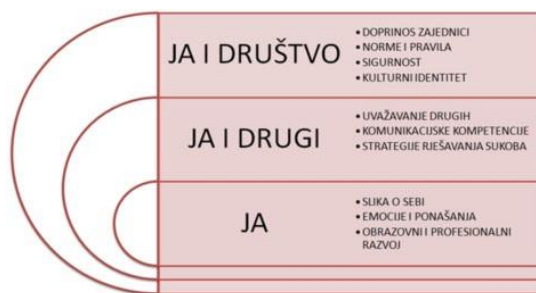 JA I DRUŠTVO
• DOPRINOS ZAJEDNICI
• NORME I PRAVILA
• SIGURNOST
• KULTURNI IDENTITET
JA I DRUGI
• UVAŽAVANJE DRUGIH
• KOMUNIKACIJSKE KOMPETENCIJE
• STRATEGIJE RJEŠAVANJA SUKOBA
JA
• SLIKA O SEBI
• EMOCIJE I PONAŠANJA
• OBRAZOVNI I PROFESIONALNI
RAZVOJ